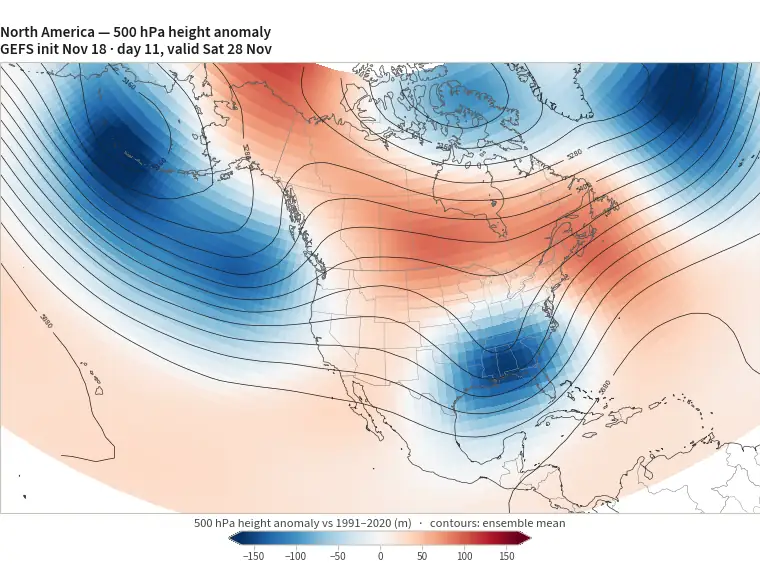 North America — 500 hPa height anomaly
GEFS init Nov 18 · day 11, valid Sat 28 Nov
5280
5280
5880
5880
500 hPa height anomaly vs 1991–2020 (m) · contours: ensemble mean
−150 −100 −50 0 50 100 150